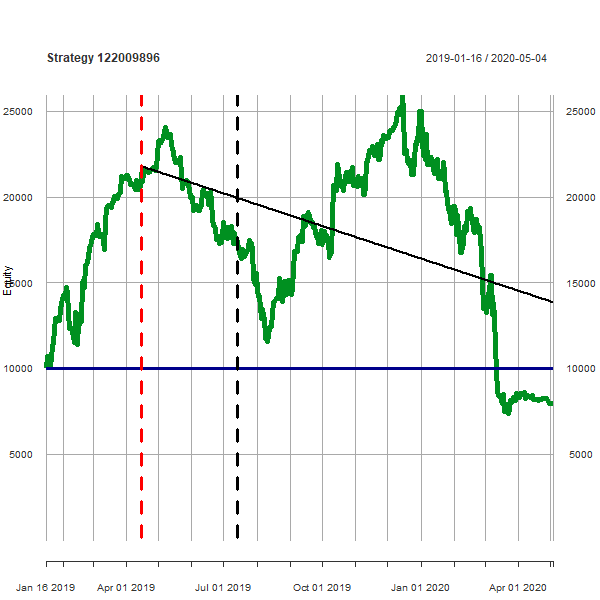 Strategy 122009896
2019-01-16 / 2020-05-04
25000
25000
20000
20000
15000
15000
Equity
10000
10000
5000
5000
Jan 16 2019
Apr 01 2019
Jul 01 2019
Oct 01 2019
Jan 01 2020
Apr 01 2020